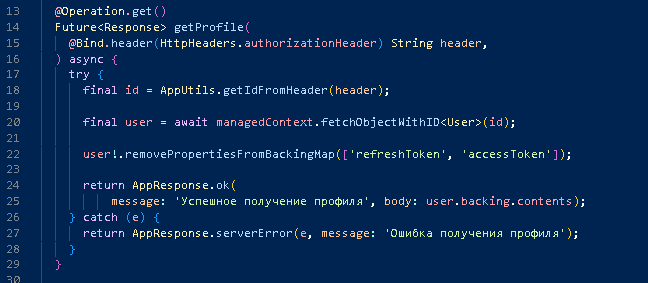 13 @Operation.get()
14 Future<Response> getProfile(
15 @Bind.header(HttpHeaders.authorizationHeader) String header,
16 ) async {
17 try {
18 final id = AppUtils.getIdFromHeader(header);
19
20 final user = await managedContext.fetchObjectWithID<User>(id);
21
22 user!.removePropertiesFromBackingMap(['refreshToken', 'accessToken']);
23
24 return AppResponse.ok(
25 message: 'Успешное получение профиля', body: user.backing.contents);
26 } catch (e) {
27 return AppResponse.serverError(e, message: 'Ошибка получения профиля');
28 }
29 }
30